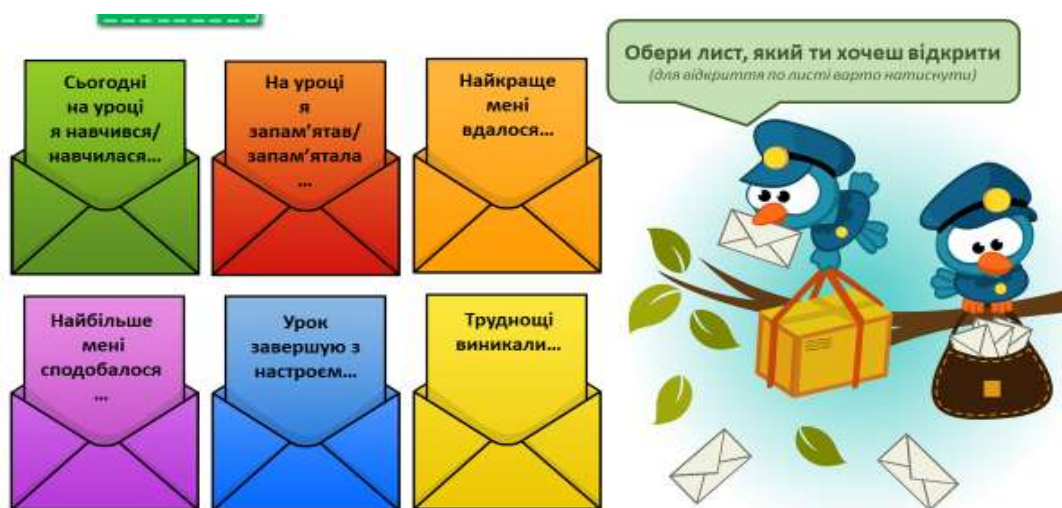 Сьогодні
на уроці
я навчився/
навчилася…
На уроці
я
запам’ятав/
запам’ятала
…
Найкраще
мені
вдалося…
Обери лист, який ти хочеш відкрити
(для відкриття по листі варто натиснути)
Найбільше
мені
сподобалося
…
Урок
завершую з
настроєм…
Труднощі
виникали…